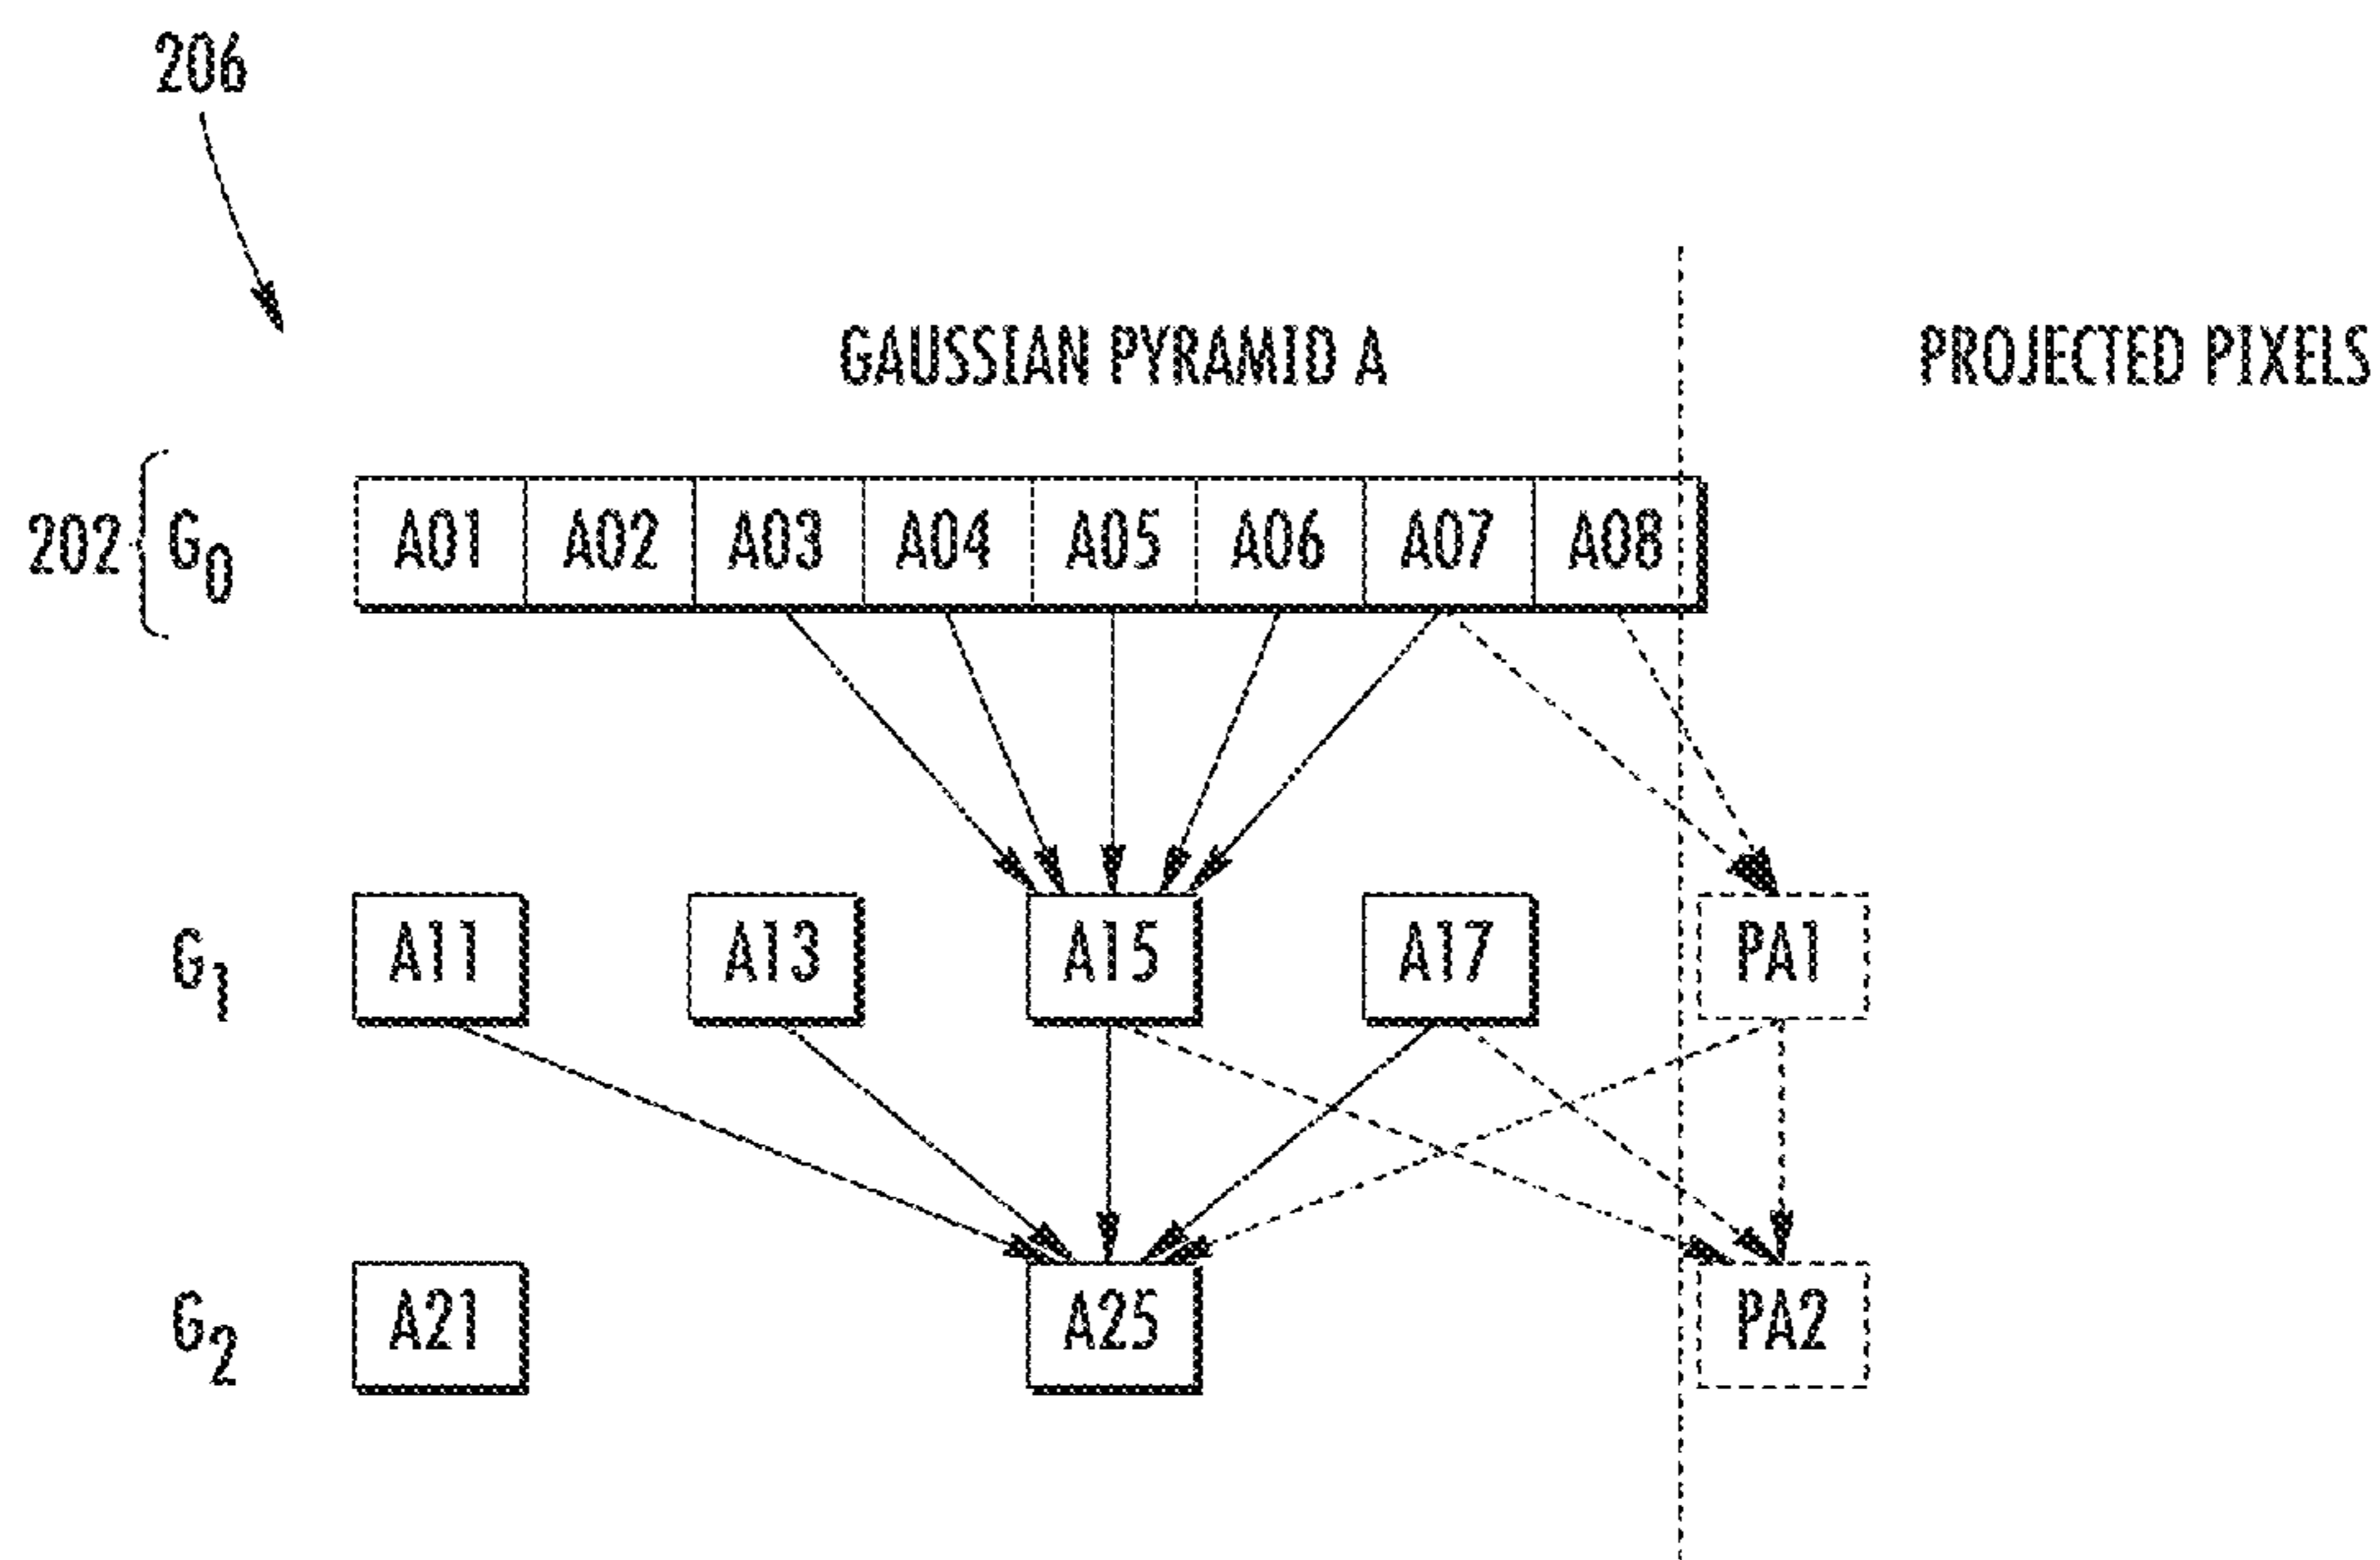 206
GAUSSIAN PYRAMID A
PROJECTED PIXELS
202 { G0 A01 A02 A03 A04 A05 A06 A07 A08
G1 A11 A13 A15 A17 PA1
G2 A21 A25 PA2